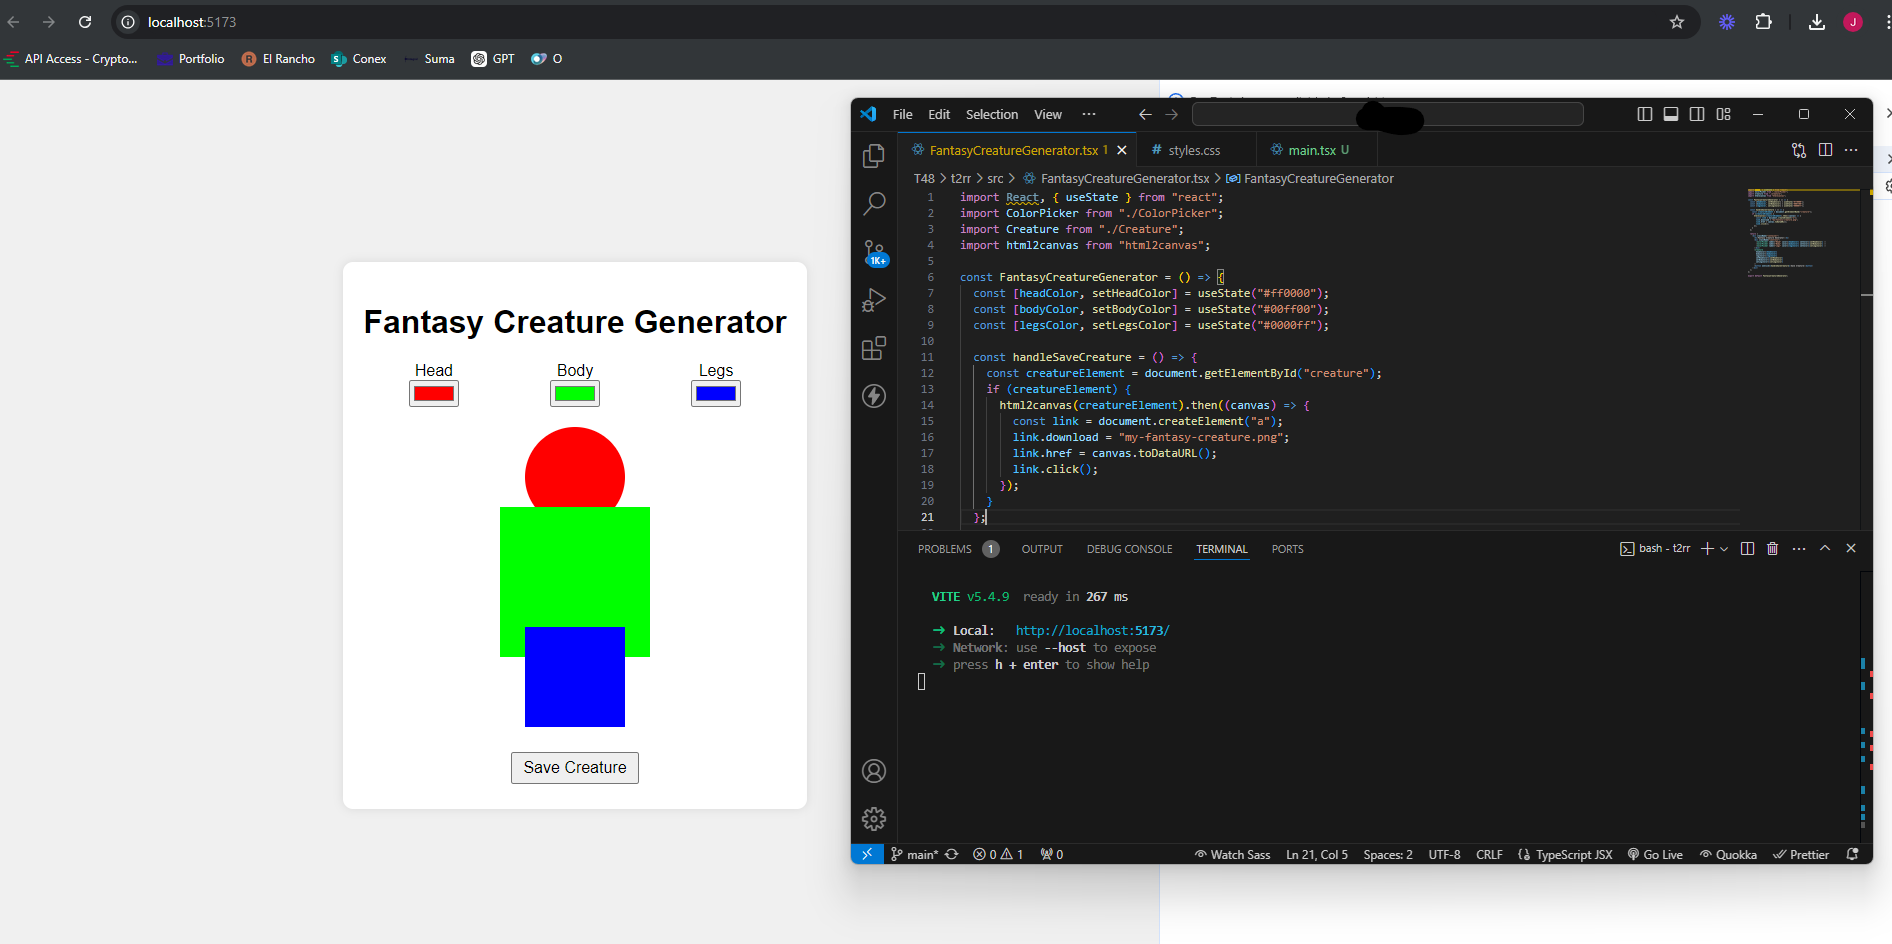 localhost:5173
J
API Access - Crypto...
Portfolio
R El Rancho
S Conex
Suma
GPT
O
File Edit Selection View ...
FantasyCreatureGenerator.tsx 1
# styles.css
main.tsx U
T48 > t2rr > src > FantasyCreatureGenerator.tsx > FantasyCreatureGenerator
1 import React, { useState } from "react";
2 import ColorPicker from "./ColorPicker";
3 import Creature from "./Creature";
4 import html2canvas from "html2canvas";
5
6 const FantasyCreatureGenerator = () => {
7 const [headColor, setHeadColor] = useState("#ff0000");
8 const [bodyColor, setBodyColor] = useState("#00ff00");
9 const [legsColor, setLegsColor] = useState("#0000ff");
10
11 const handleSaveCreature = () => {
12 const creatureElement = document.getElementById("creature");
13 if (creatureElement) {
14 html2canvas(creatureElement).then((canvas) => {
15 const link = document.createElement("a");
16 link.download = "my-fantasy-creature.png";
17 link.href = canvas.toDataURL();
18 link.click();
19 });
20 }
21 };
1K+
PROBLEMS 1 OUTPUT DEBUG CONSOLE TERMINAL PORTS
bash - t2rr
VITE v5.4.9 ready in 267 ms
➜ Local: http://localhost:5173/
➜ Network: use --host to expose
➜ press h + enter to show help
main* 0 1 0
Watch Sass Ln 21, Col 5 Spaces: 2 UTF-8 CRLF TypeScript JSX Go Live Quokka Prettier
Fantasy Creature Generator
Head Body Legs
Save Creature